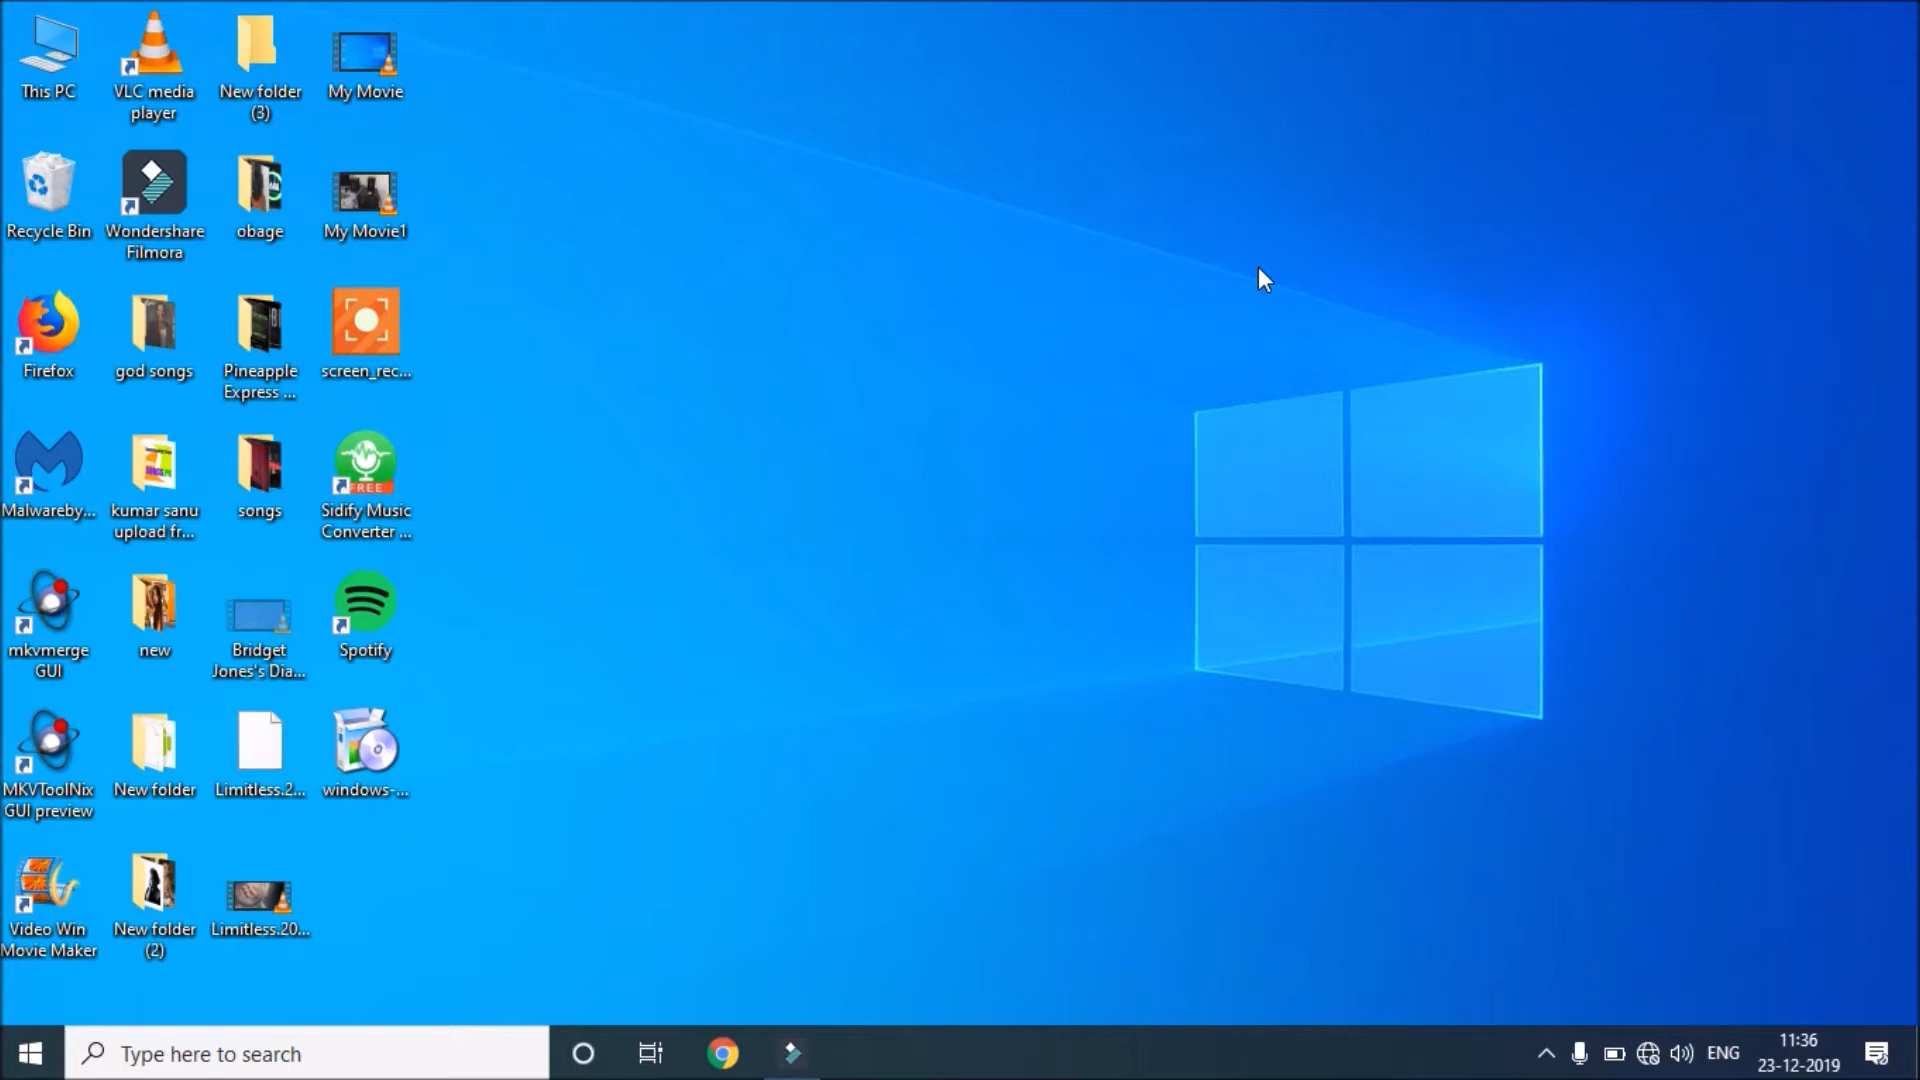 This PC
VLC media
player
New folder
(3)
My Movie
Recycle Bin
Wondershare
Filmora
obage
My Movie1
Firefox
god songs
Pineapple
Express ...
screen_rec...
Malwareby...
kumar sanu
upload fr...
songs
FREE
Sidify Music
Converter ...
mkvmerge
GUI
new
Bridget
Jones's Dia...
Spotify
MKVToolNix
GUI preview
New folder
Limitless.2...
windows-...
Video Win
Movie Maker
New folder
(2)
Limitless.20...
Type here to search
ENG
11:36
23-12-2019